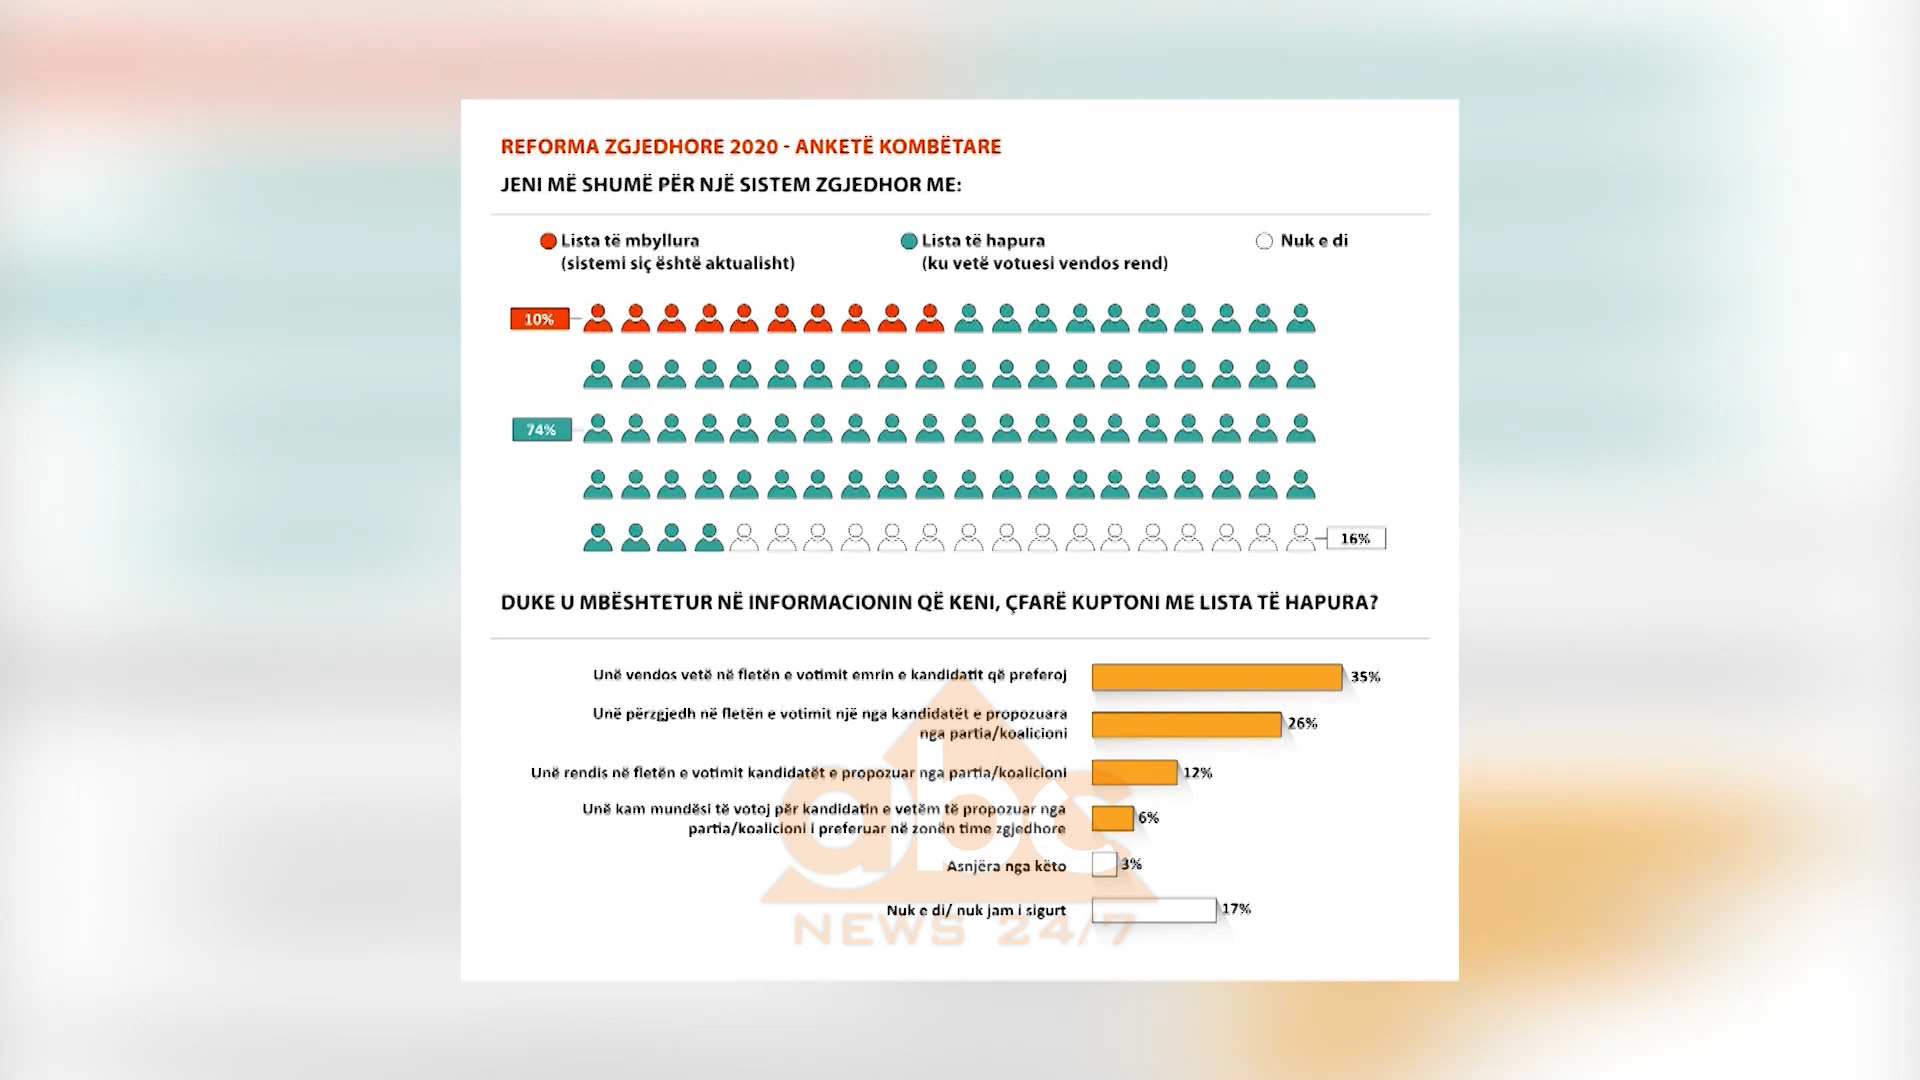 REFORMA ZGJEDHORE 2020 - ANKETË KOMBËTARE
JENI MË SHUMË PËR NJË SISTEM ZGJEDHOR ME:
Lista të mbyllura
(sistemi siç është aktualisht)
Lista të hapura
(ku vetë votuesi vendos rend)
Nuk e di
10%
74%
16%
DUKE U MBËSHTETUR NË INFORMACIONIN QË KENI, ÇFARË KUPTONI ME LISTA TË HAPURA?
Unë vendos vetë në fletën e votimit emrin e kandidatit që preferoj
35%
Unë përzgjedh në fletën e votimit një nga kandidatët e propozuara
nga partia/koalicioni
26%
Unë rendis në fletën e votimit kandidatët e propozuar nga partia/koalicioni
12%
Unë kam mundësi të votoj për kandidatin e vetëm të propozuar nga
partia/koalicioni i preferuar në zonën time zgjedhore
6%
Asnjëra nga këto
3%
Nuk e di/ nuk jam i sigurt
17%
abc
NEWS 24/7